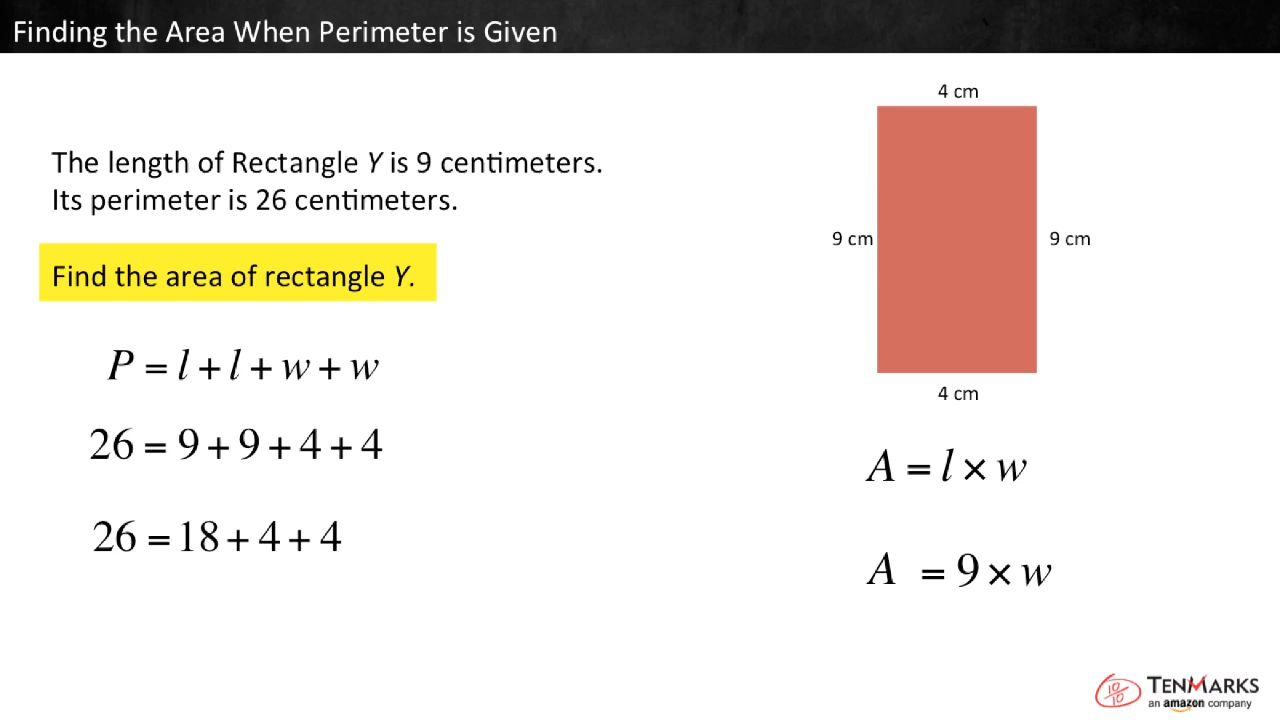 Finding the Area When Perimeter is Given
The length of Rectangle Y is 9 centimeters.
Its perimeter is 26 centimeters.
Find the area of rectangle Y.
P = l + l + w + w
26 = 9 + 9 + 4 + 4
26 = 18 + 4 + 4
4 cm
9 cm
9 cm
4 cm
A = l × w
A = 9 × w
10/10
TENMARKS
an amazon company